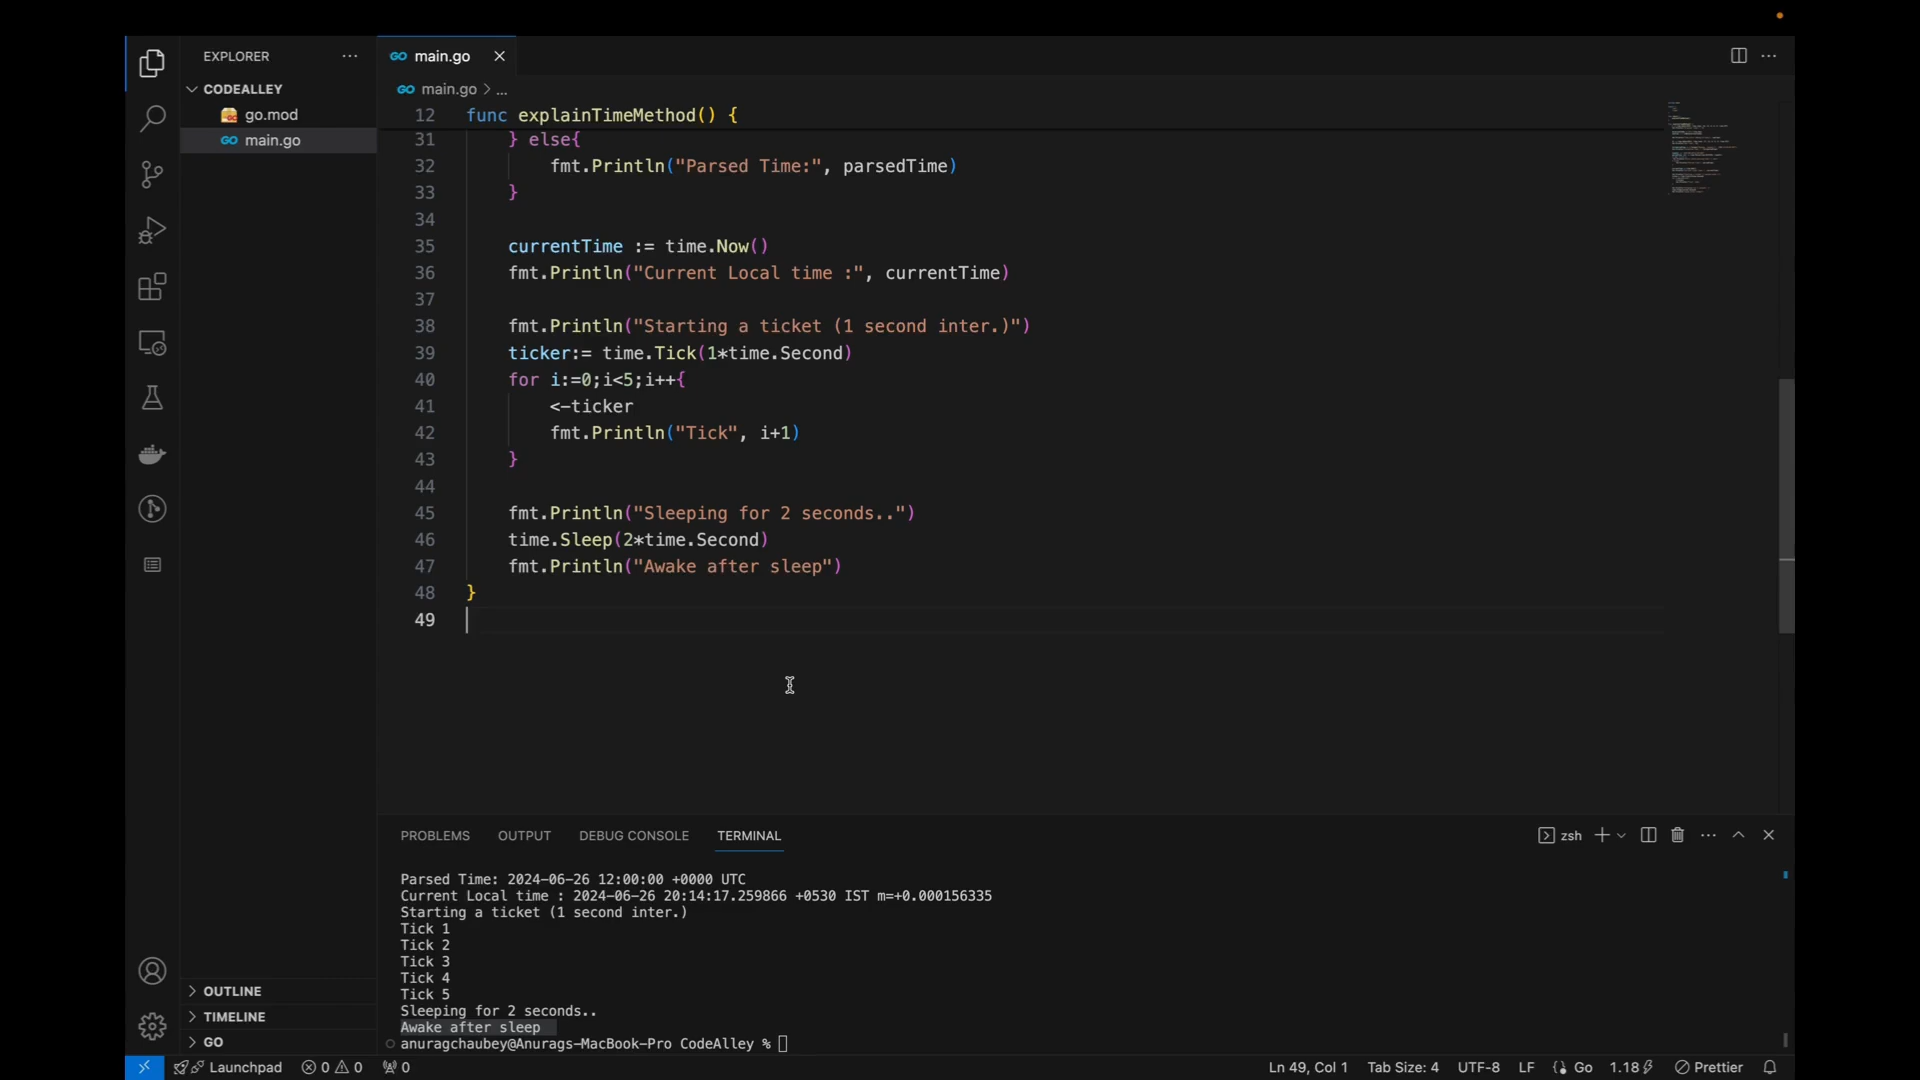 EXPLORER
CODEALLEY
go.mod
main.go
OUTLINE
TIMELINE
GO
GO main.go
GO main.go > ...
12 func explainTimeMethod() {
31 } else{
32 fmt.Println("Parsed Time:", parsedTime)
33 }
34
35 currentTime := time.Now()
36 fmt.Println("Current Local time :", currentTime)
37
38 fmt.Println("Starting a ticket (1 second inter.)")
39 ticker:= time.Tick(1*time.Second)
40 for i:=0;i<5;i++{
41 <-ticker
42 fmt.Println("Tick", i+1)
43 }
44
45 fmt.Println("Sleeping for 2 seconds..")
46 time.Sleep(2*time.Second)
47 fmt.Println("Awake after sleep")
48 }
49
PROBLEMS OUTPUT DEBUG CONSOLE TERMINAL zsh
Parsed Time: 2024-06-26 12:00:00 +0000 UTC
Current Local time : 2024-06-26 20:14:17.259866 +0530 IST m=+0.000156335
Starting a ticket (1 second inter.)
Tick 1
Tick 2
Tick 3
Tick 4
Tick 5
Sleeping for 2 seconds..
Awake after sleep
anuragchaubey@Anurags-MacBook-Pro CodeAlley %
Launchpad 0 0 0 Ln 49, Col 1 Tab Size: 4 UTF-8 LF Go 1.18 Prettier